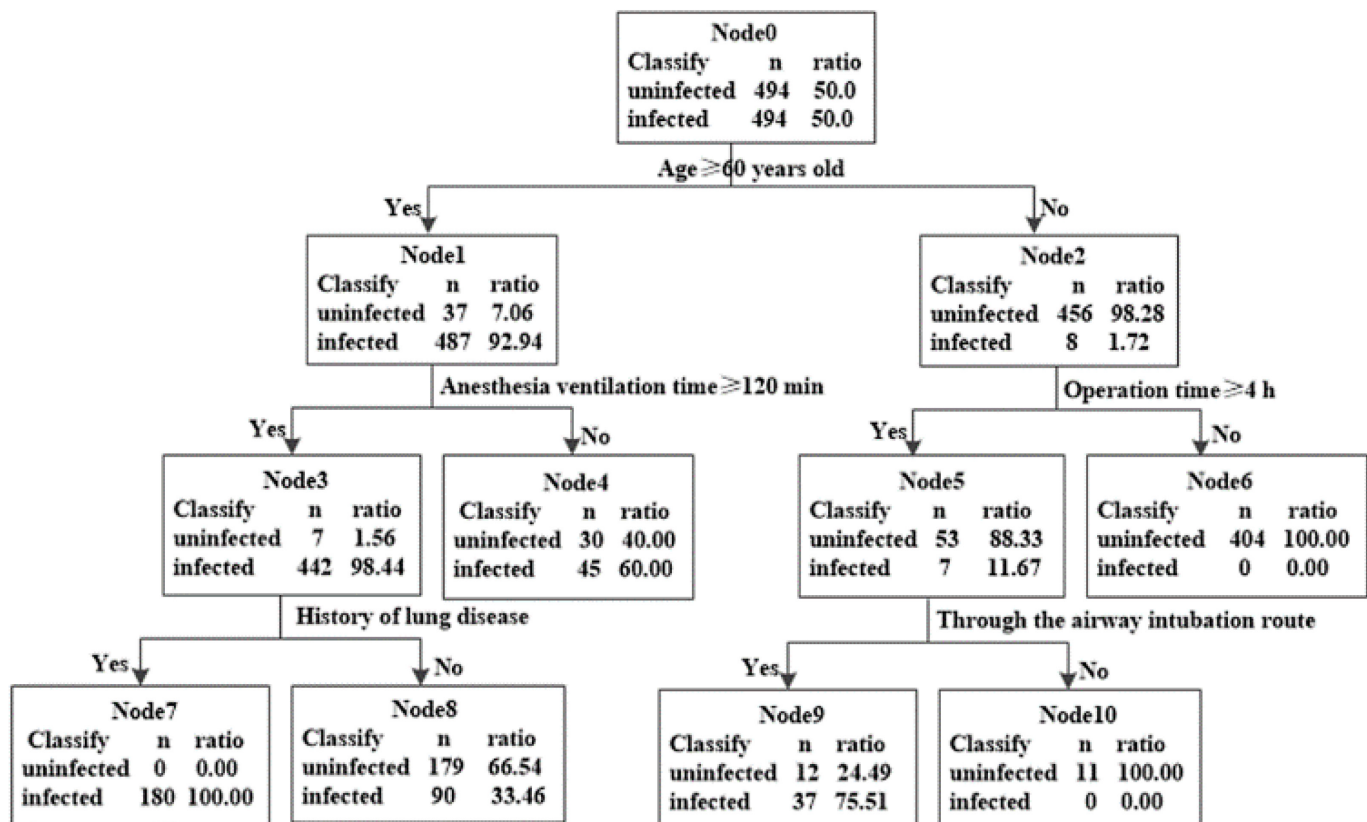 Node0
Classify n ratio
uninfected 494 50.0
infected 494 50.0
Age ≥60 years old
Yes
No
Node1
Classify n ratio
uninfected 37 7.06
infected 487 92.94
Node2
Classify n ratio
uninfected 456 98.28
infected 8 1.72
Anesthesia ventilation time ≥120 min
Operation time ≥4 h
Yes
No
Yes
No
Node3
Classify n ratio
uninfected 7 1.56
infected 442 98.44
Node4
Classify n ratio
uninfected 30 40.00
infected 45 60.00
Node5
Classify n ratio
uninfected 53 88.33
infected 7 11.67
Node6
Classify n ratio
uninfected 404 100.00
infected 0 0.00
History of lung disease
Through the airway intubation route
Yes
No
Yes
No
Node7
Classify n ratio
uninfected 0 0.00
infected 180 100.00
Node8
Classify n ratio
uninfected 179 66.54
infected 90 33.46
Node9
Classify n ratio
uninfected 12 24.49
infected 37 75.51
Node10
Classify n ratio
uninfected 11 100.00
infected 0 0.00